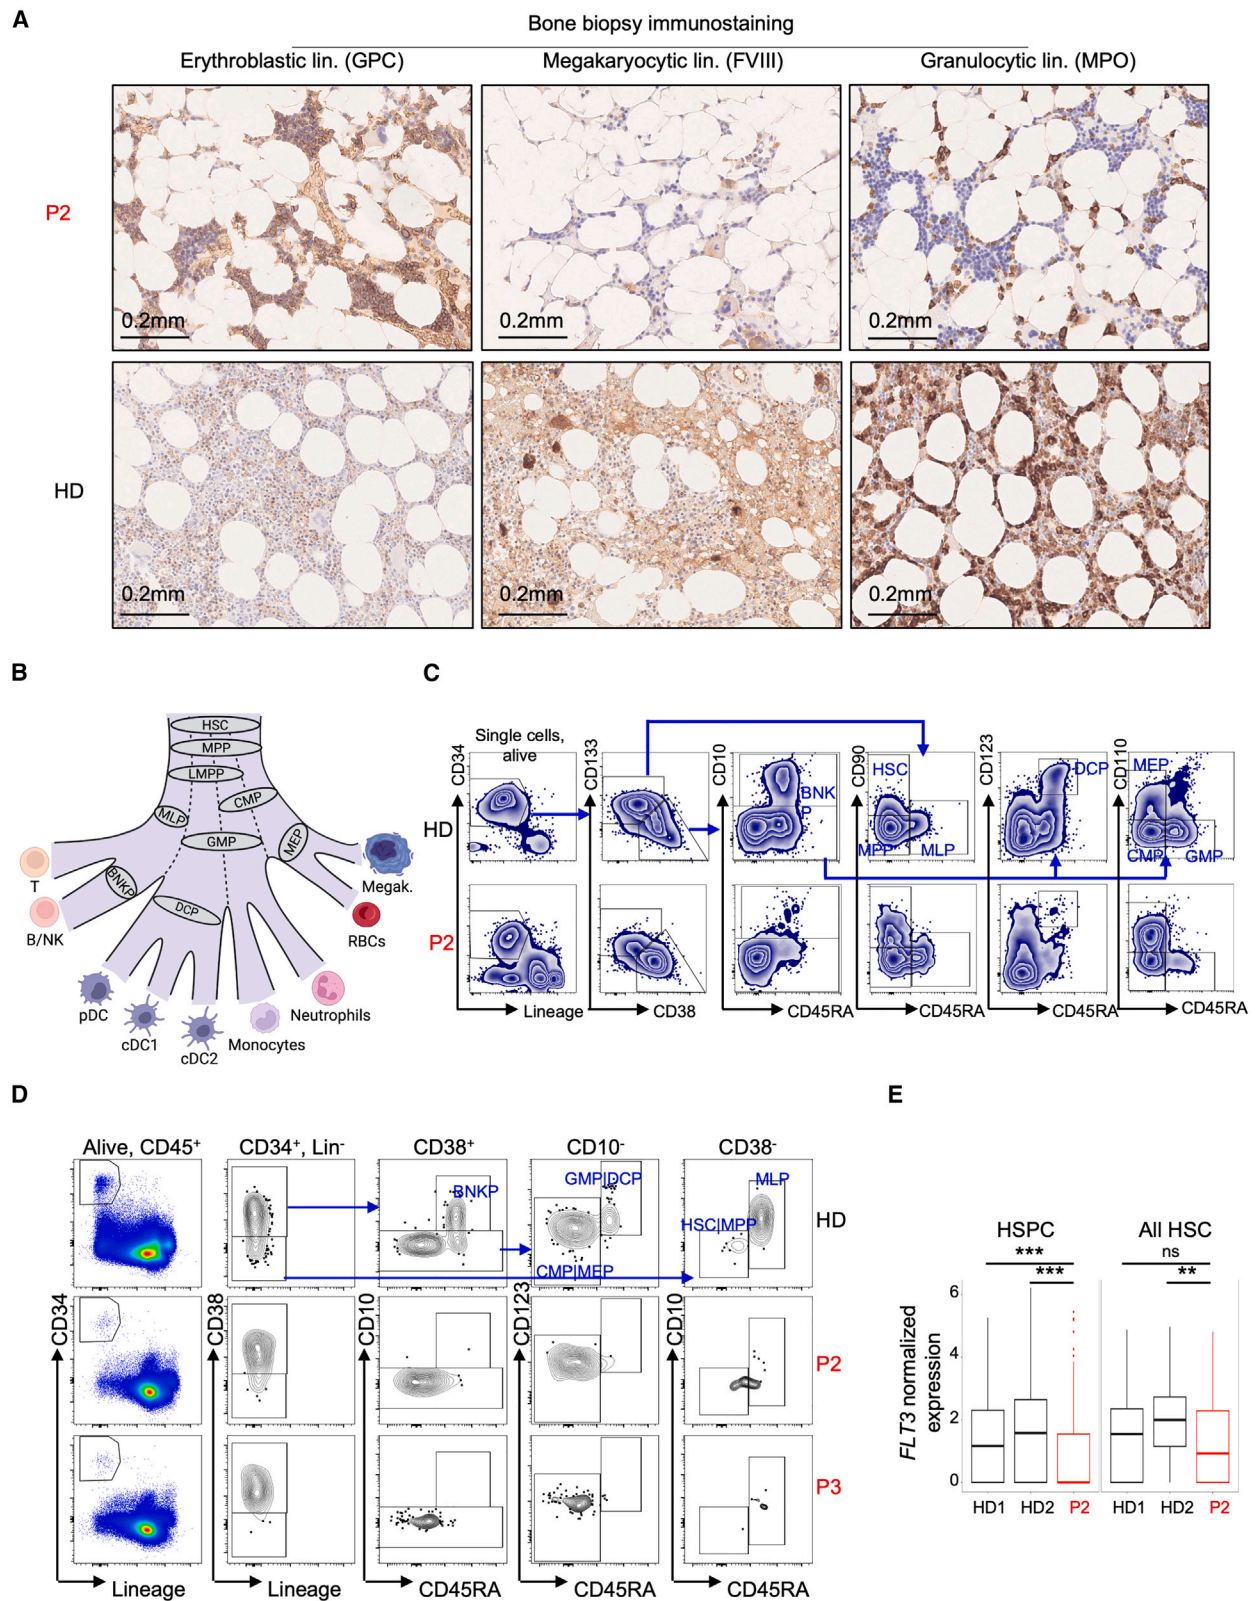 A
Bone biopsy immunostaining
Erythroblastic lin. (GPC)
Megakaryocytic lin. (FVIII)
Granulocytic lin. (MPO)
P2
0.2mm
0.2mm
0.2mm
HD
0.2mm
0.2mm
0.2mm
B
HSC
MPP
LMPP
CMP
MLP
GMP
MEP
BNKP
DCP
T
B/NK
Megak.
RBCs
pDC
cDC1
cDC2
Monocytes
Neutrophils
C
Single cells,
alive
CD34
CD133
CD10
CD90
CD123
CD110
HD
BNK
P
HSC
MPP
MLP
DCP
MEP
CMP
GMP
P2
Lineage
CD38
CD45RA
CD45RA
CD45RA
CD45RA
D
Alive, CD45+
CD34+, Lin-
CD38+
CD10-
CD38-
BNKP
GMP|DCP
CMP|MEP
MLP
HSC|MPP
HD
CD34
CD38
CD10
CD123
CD10
P2
P3
Lineage
Lineage
CD45RA
CD45RA
CD45RA
E
HSPC
All HSC
***
***
ns
**
FLT3 normalized
expression
6
4
2
0
HD1
HD2
P2
HD1
HD2
P2